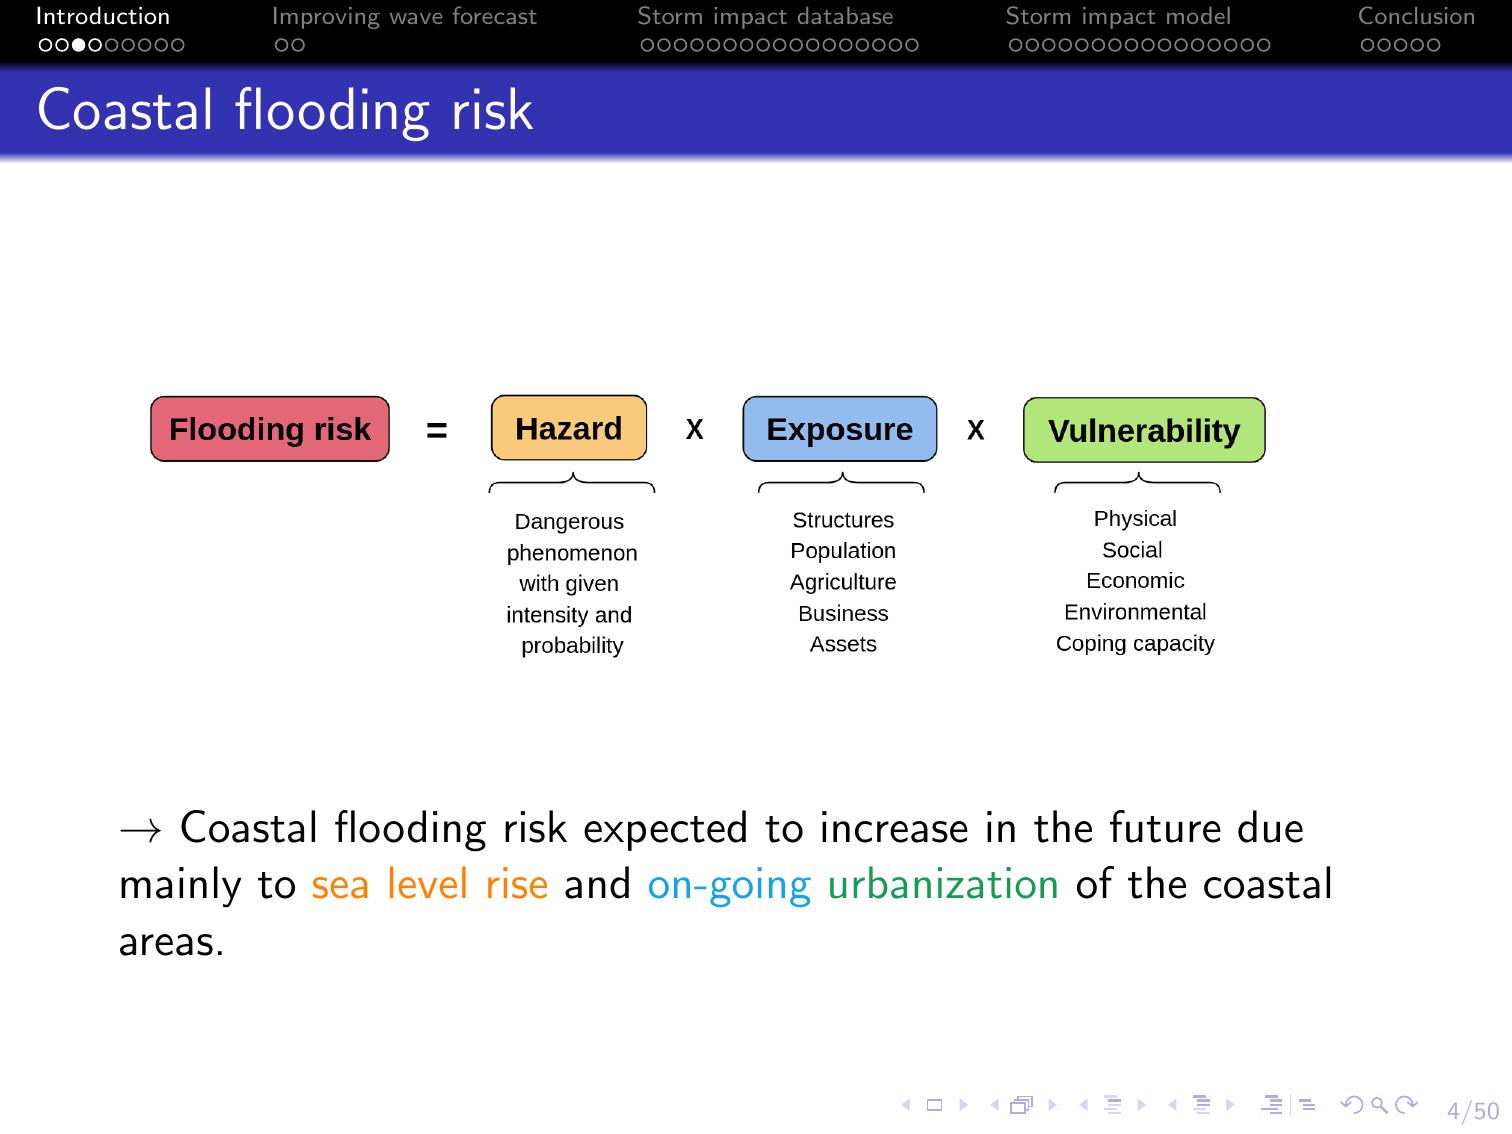 Introduction
Improving wave forecast
Storm impact database
Storm impact model
Conclusion
Coastal flooding risk
Flooding risk = Hazard x Exposure x Vulnerability
Dangerous
phenomenon
with given
intensity and
probability
Structures
Population
Agriculture
Business
Assets
Physical
Social
Economic
Environmental
Coping capacity
→ Coastal flooding risk expected to increase in the future due
mainly to sea level rise and on-going urbanization of the coastal
areas.
4/50